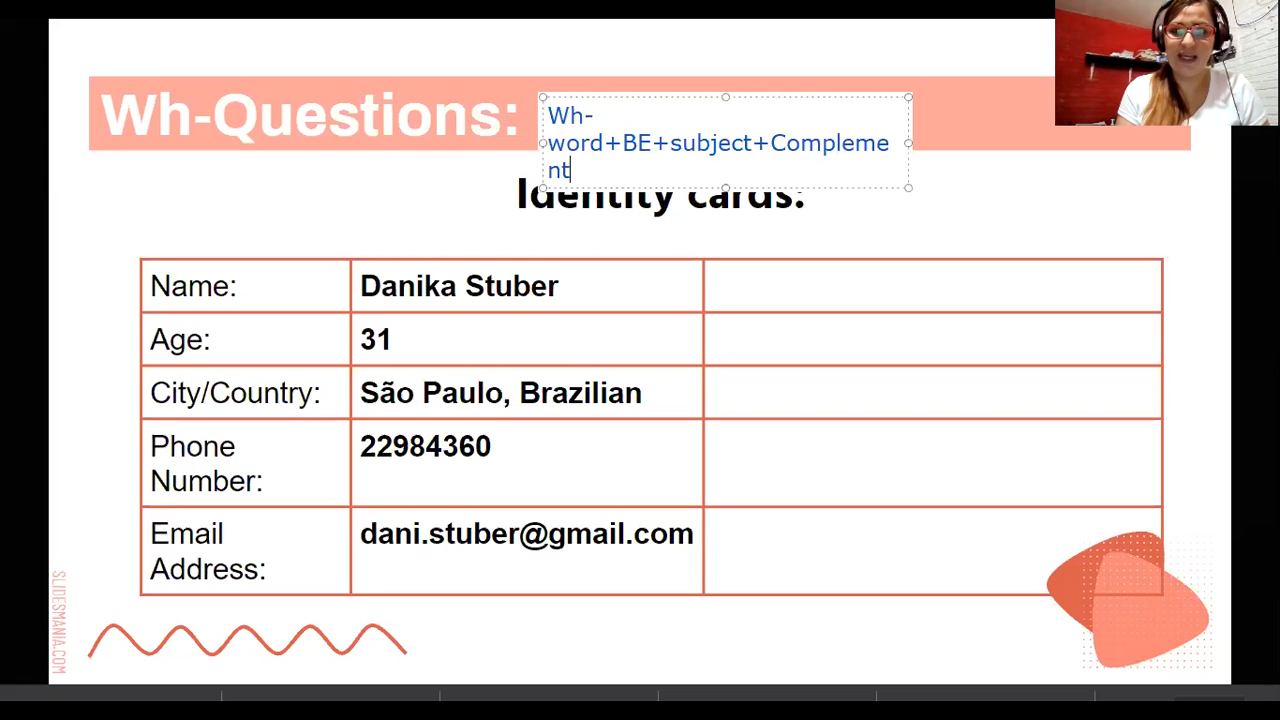 Wh-Questions:
Wh-
word+BE+subject+Compleme
nt
Identity cards:
Name: Danika Stuber
Age: 31
City/Country: São Paulo, Brazilian
Phone 22984360
Number:
Email dani.stuber@gmail.com
Address:
SLIDESMANIA.COM